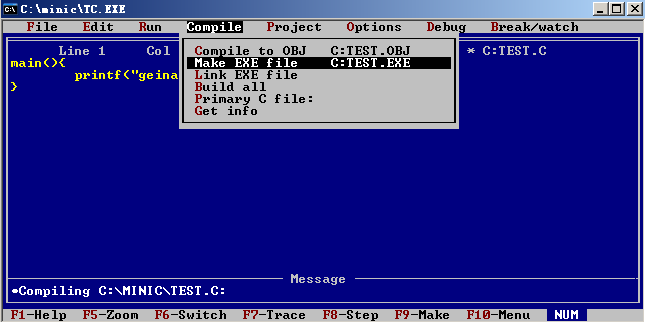 C:\minic\TC.EXE
File Edit Run Compile Project Options Debug Break/watch
Line 1 Col * C:TEST.C
main(){
printf("geina
}
Compile to OBJ C:TEST.OBJ
Make EXE file C:TEST.EXE
Link EXE file
Build all
Primary C file:
Get info
Message
•Compiling C:\MINIC\TEST.C:
F1-Help F5-Zoom F6-Switch F7-Trace F8-Step F9-Make F10-Menu NUM